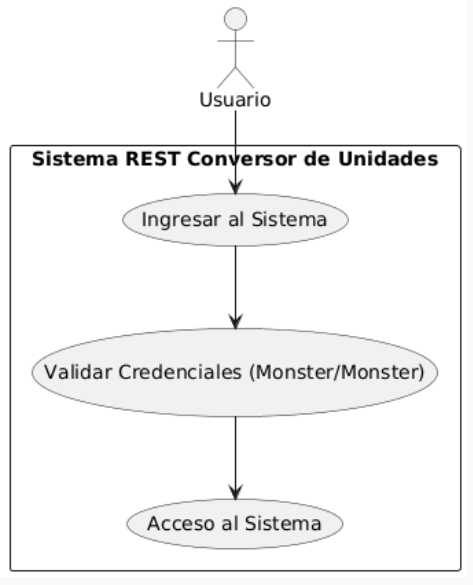 Usuario
Sistema REST Conversor de Unidades
Ingresar al Sistema
Validar Credenciales (Monster/Monster)
Acceso al Sistema